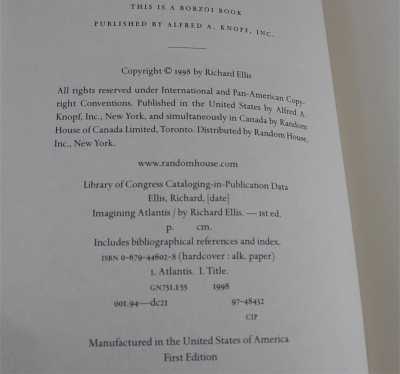 THIS IS A BORZOI BOOK
PUBLISHED BY ALFRED A. KNOPF, INC.
Copyright © 1998 by Richard Ellis
All rights reserved under International and Pan-American Copy-
right Conventions. Published in the United States by Alfred A.
Knopf, Inc., New York, and simultaneously in Canada by Random
House of Canada Limited, Toronto. Distributed by Random House,
Inc., New York.
www.randomhouse.com
Library of Congress Cataloging-in-Publication Data
Ellis, Richard, [date]
Imagining Atlantis / by Richard Ellis. — 1st ed.
p. cm.
Includes bibliographical references and index.
ISBN 0-679-44602-8 (hardcover : alk. paper)
1. Atlantis. I. Title.
GN751.E55 1998
001.94—dc21 97-48432
CIP
Manufactured in the United States of America
First Edition